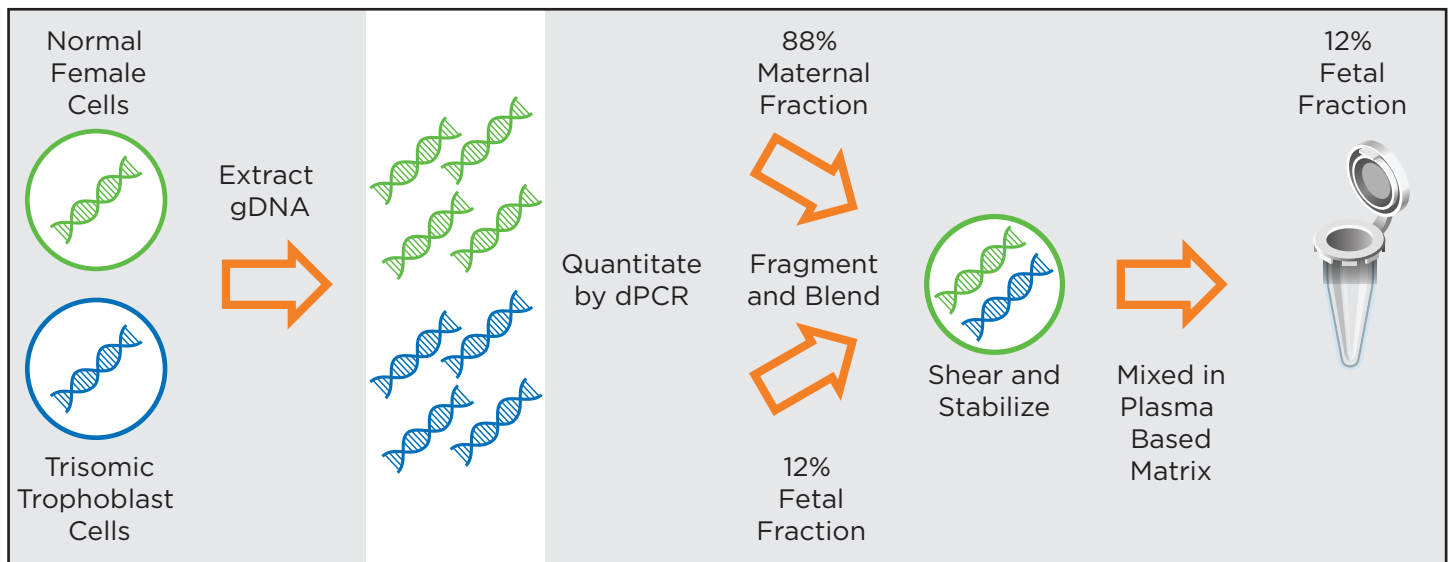 Normal
Female
Cells
Trisomic
Trophoblast
Cells
Extract
gDNA
Quantitate
by dPCR
88%
Maternal
Fraction
Fragment
and Blend
12%
Fetal
Fraction
Shear and
Stabilize
Mixed in
Plasma
Based
Matrix
12%
Fetal
Fraction